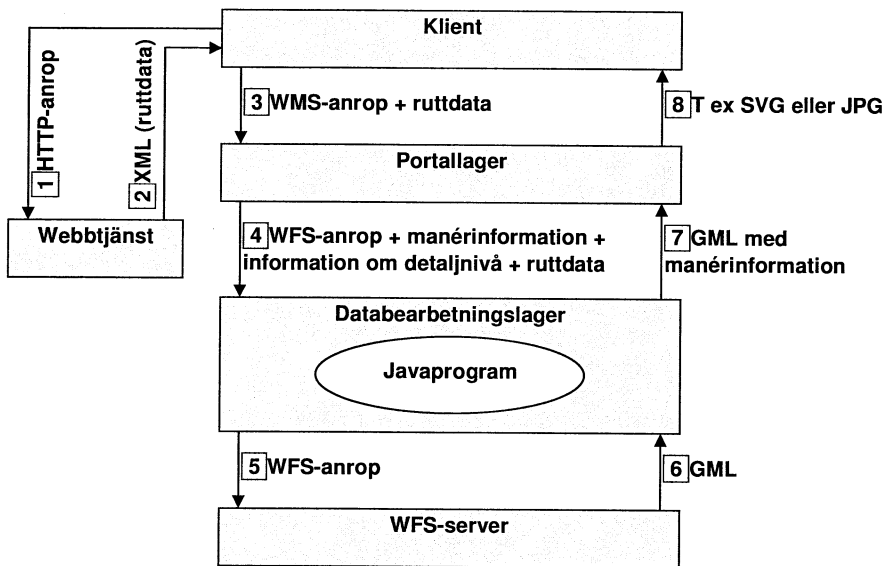 Klient
1 HTTP-anrop
2 XML (ruttdata)
3 WMS-anrop + ruttdata
8 T ex SVG eller JPG
Portallager
Webbtjänst
4 WFS-anrop + manérinformation +
information om detaljnivå + ruttdata
7 GML med
manérinformation
Databearbetningslager
Javaprogram
5 WFS-anrop
6 GML
WFS-server